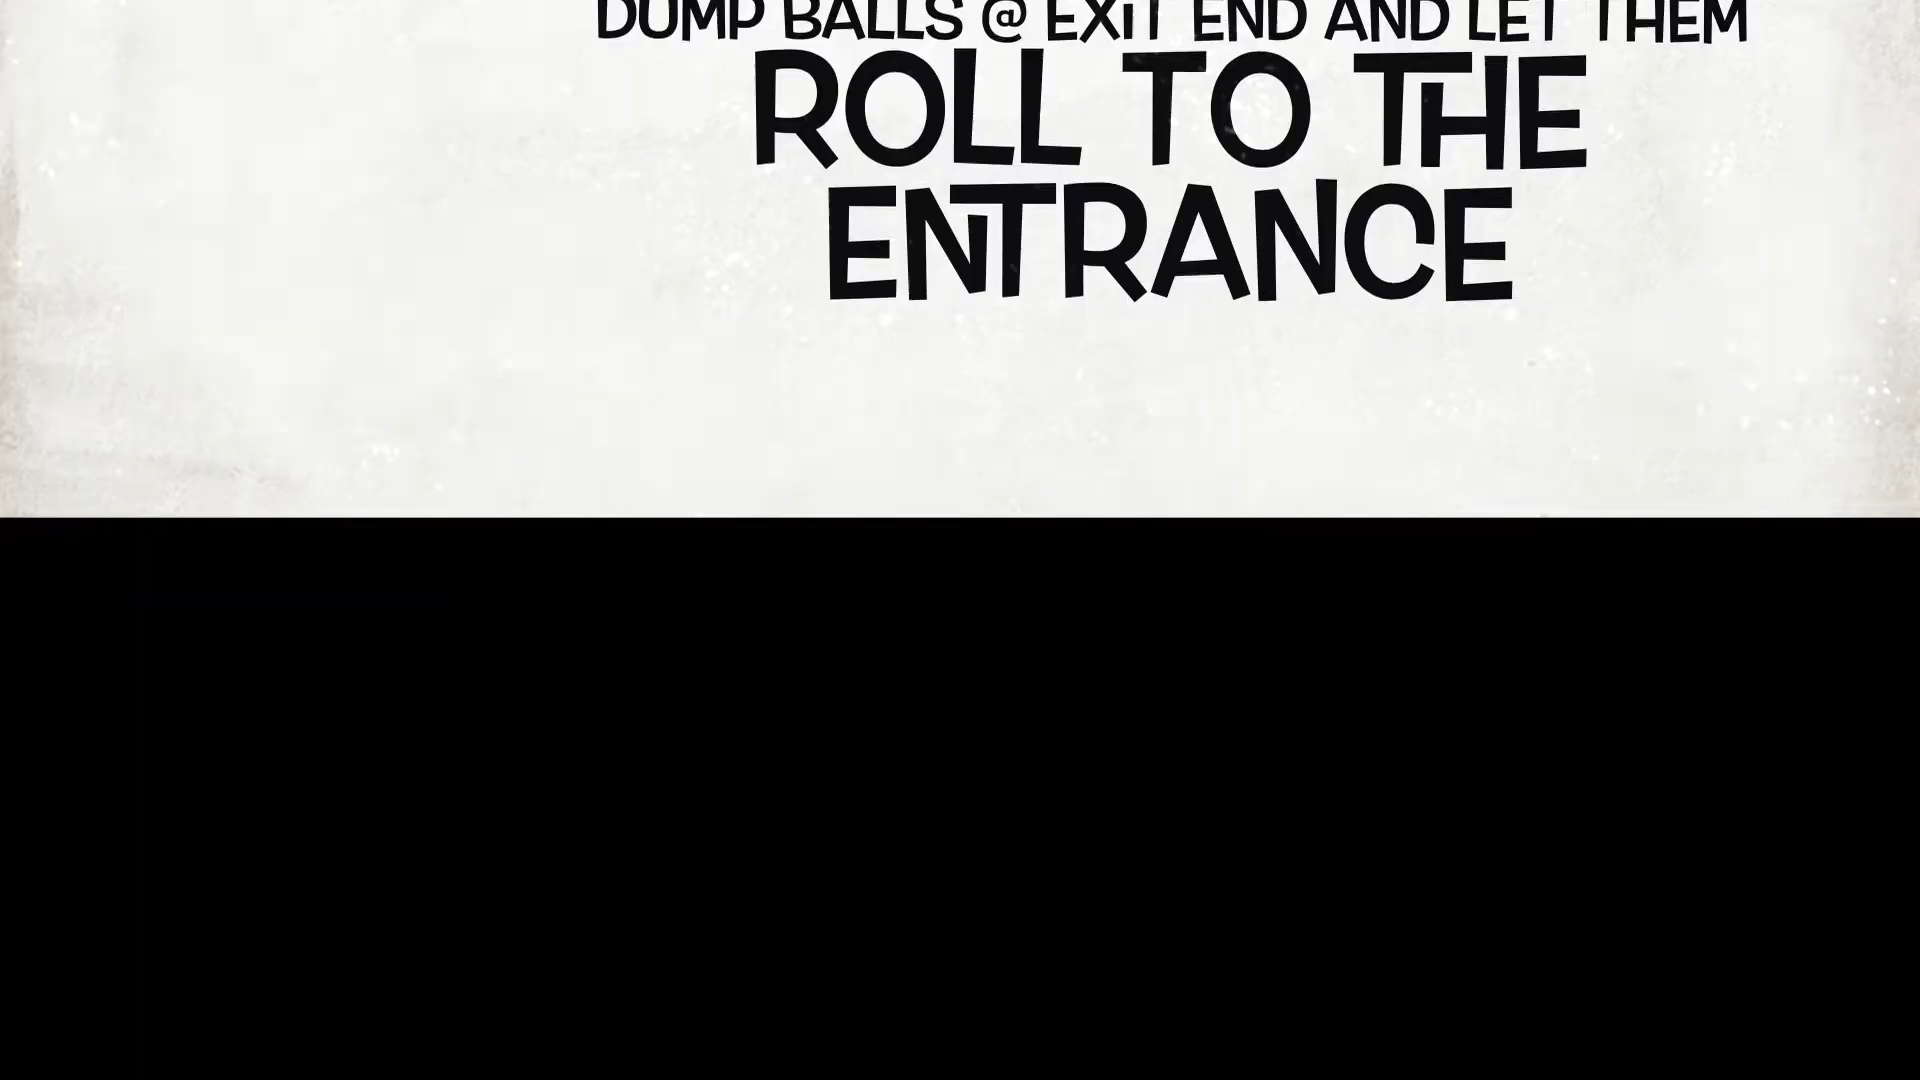 DUMP BALLS @ EXiT END AND LET THEM
ROLL TO THE
ENTRANCE